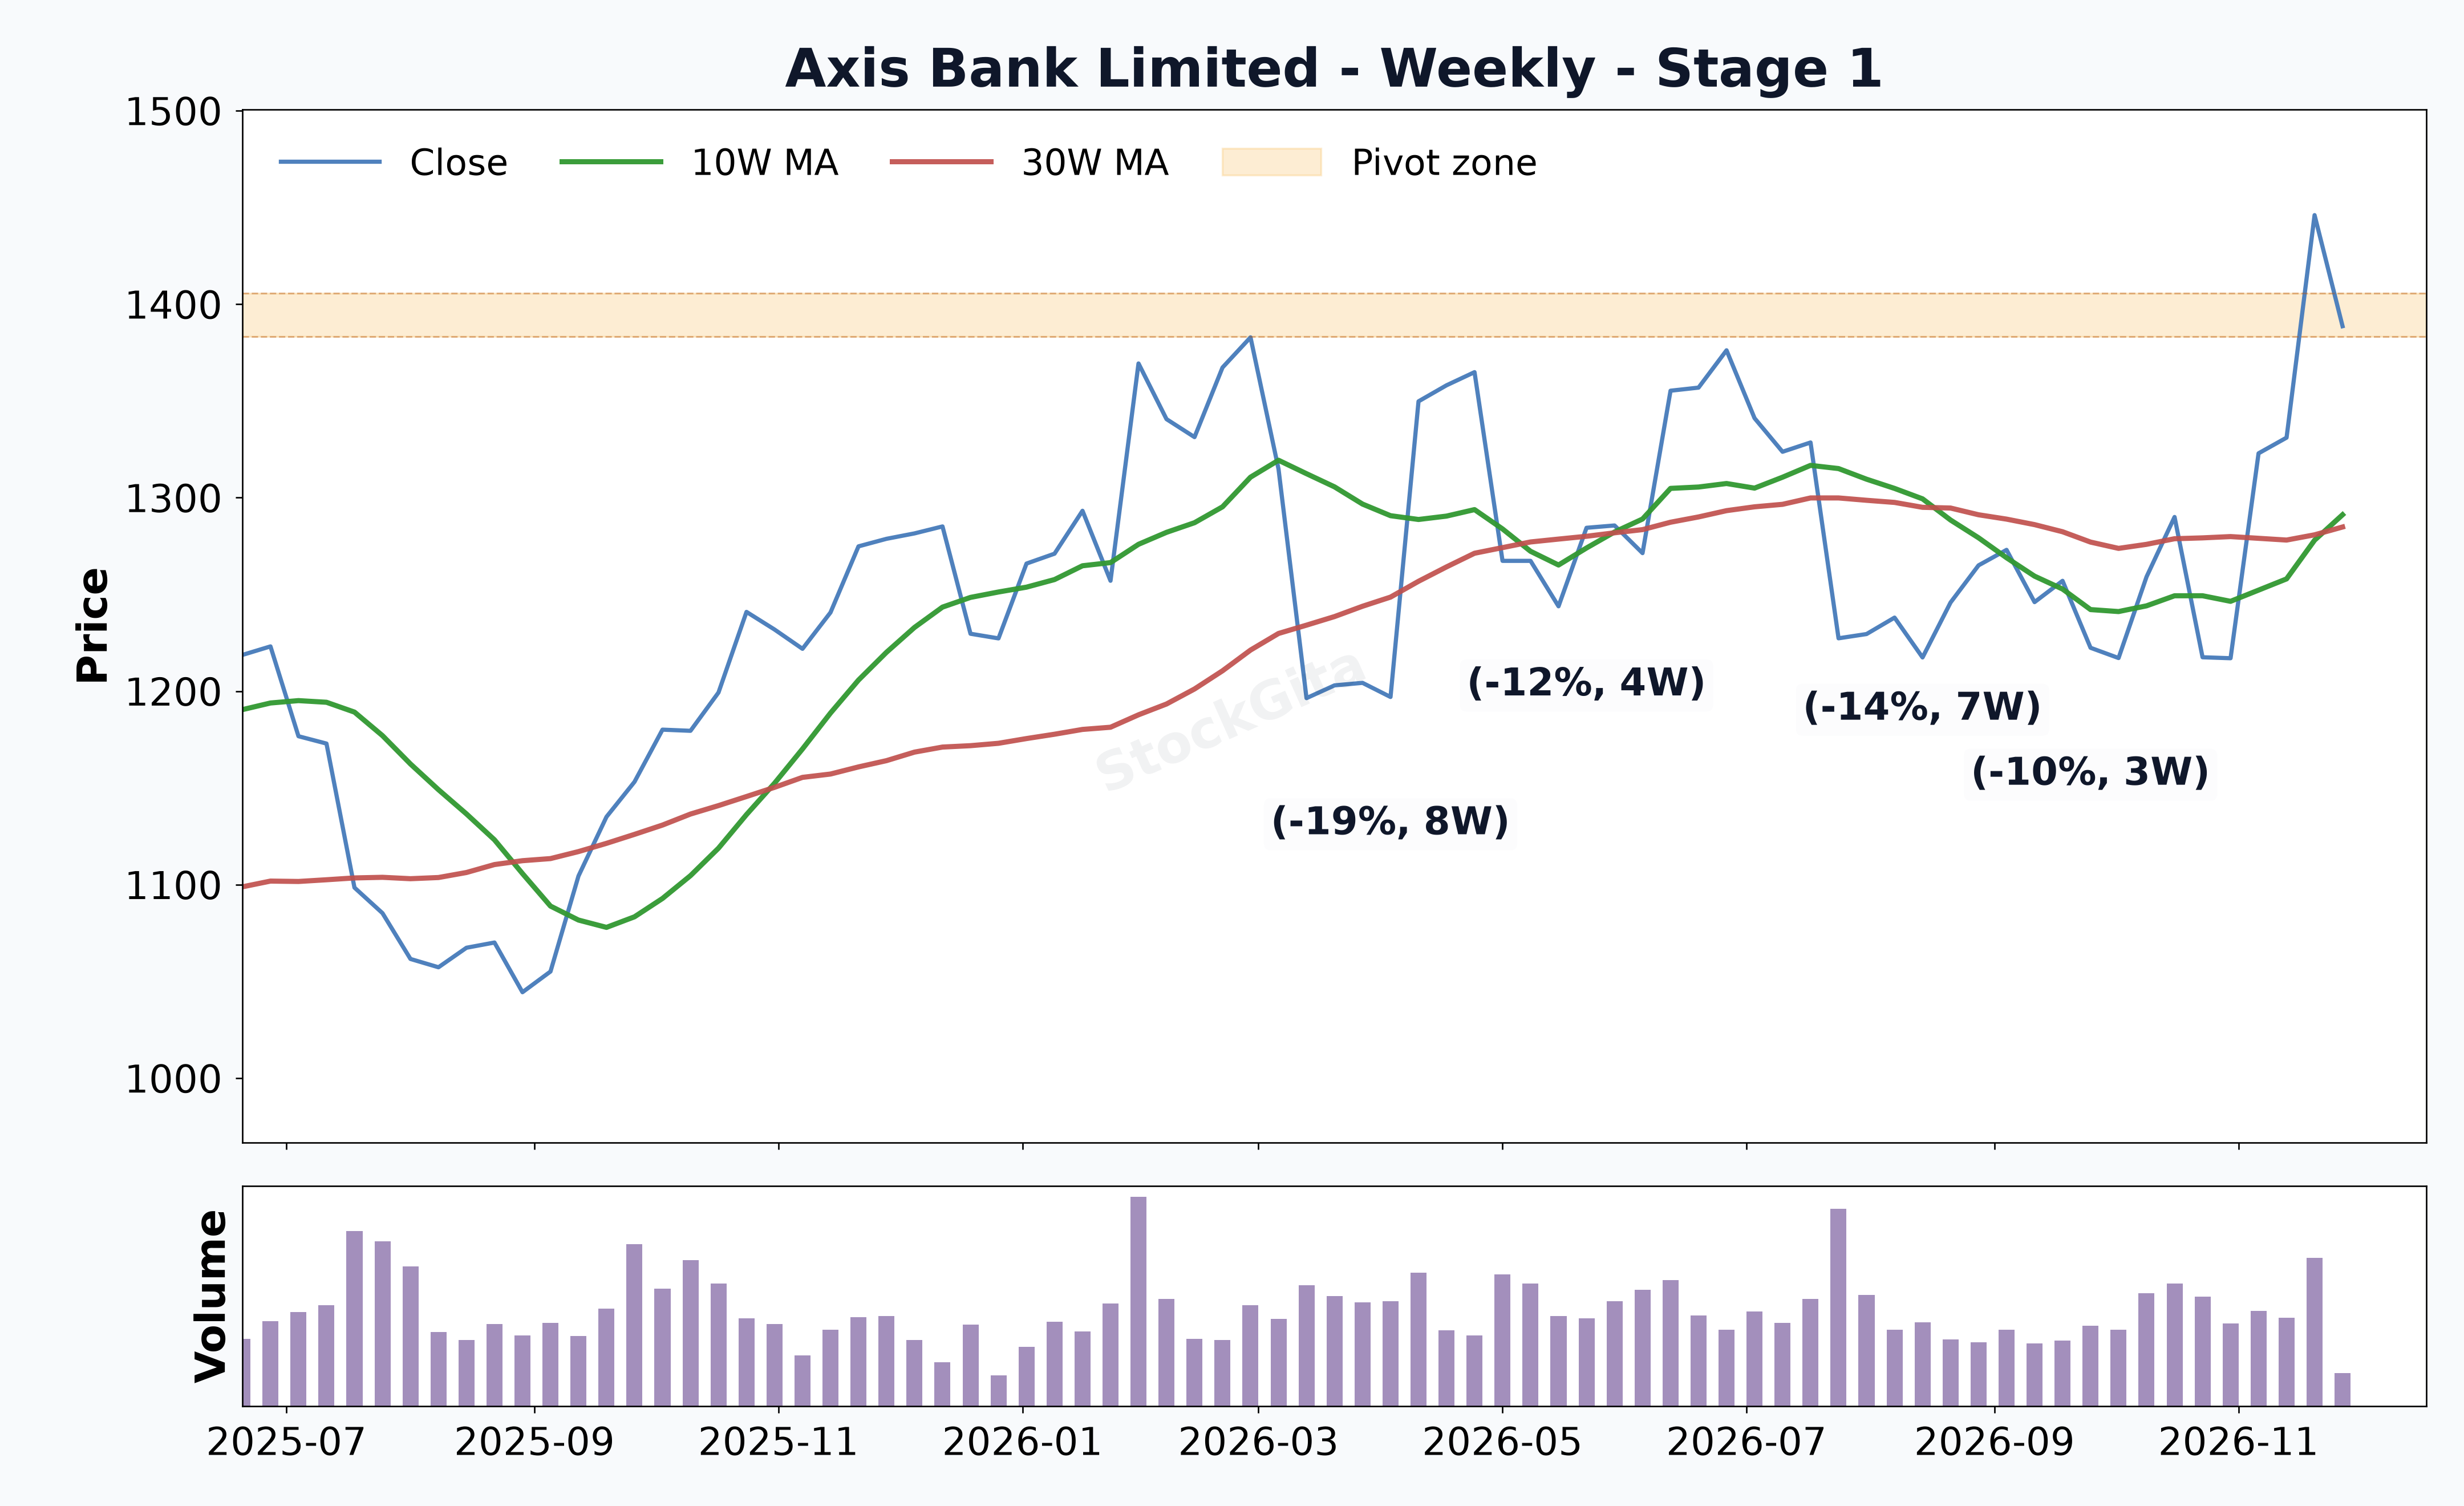 Axis Bank Limited - Weekly - Stage 1
Close 10W MA 30W MA Pivot zone
Price
1500
1400
1300
1200
1100
1000
StockGita
(-12%, 4W)
(-14%, 7W)
(-10%, 3W)
(-19%, 8W)
Volume
2025-07 2025-09 2025-11 2026-01 2026-03 2026-05 2026-07 2026-09 2026-11